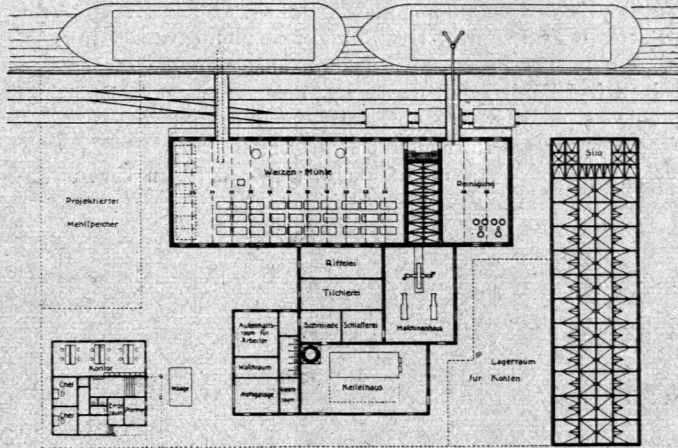 Weizen-Mühle
Reinigung
Silo
Projektierter
Mehlspeicher
Riffelei
Tischlerei
Schmiede
Schlosserei
Maschinenhaus
Aufenthalts-
raum für
Arbeiter
Waschraum
Kesselhaus
Lagerraum
für Kohlen
Kontor
Chef
Chef
Waage